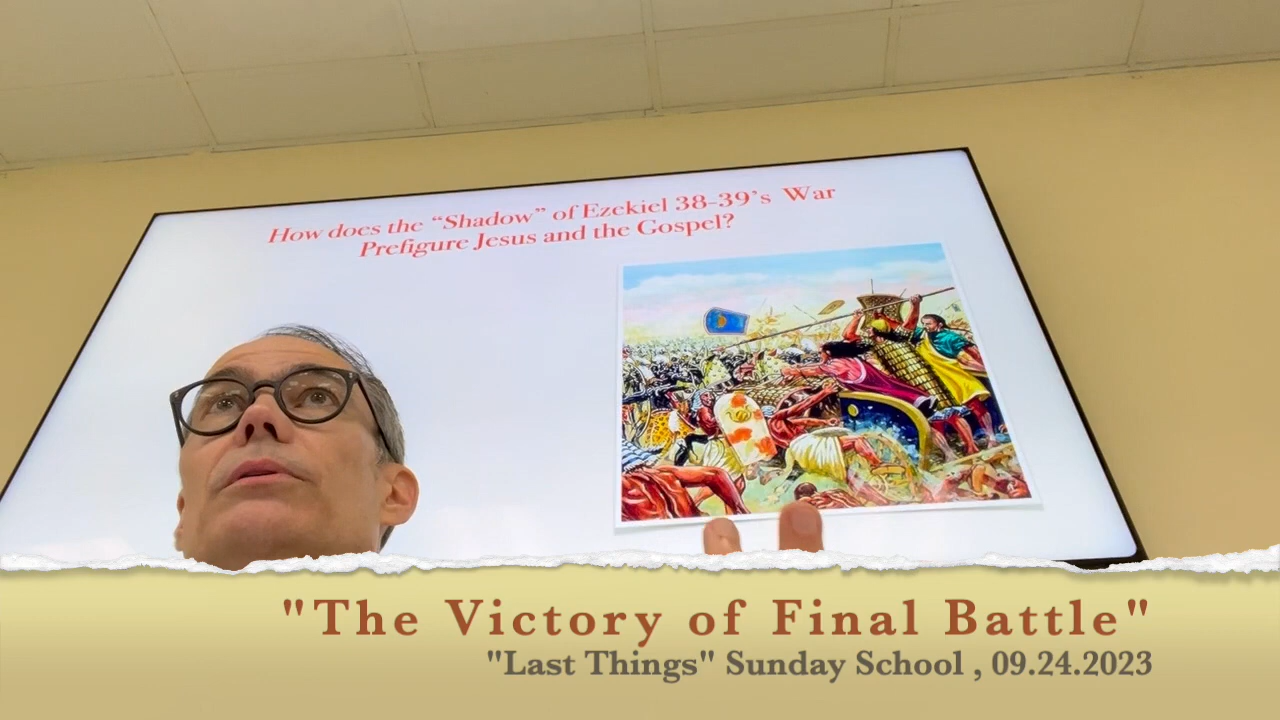 How does the “Shadow” of Ezekiel 38-39’s War
Prefigure Jesus and the Gospel?
"The Victory of Final Battle"
"Last Things" Sunday School , 09.24.2023